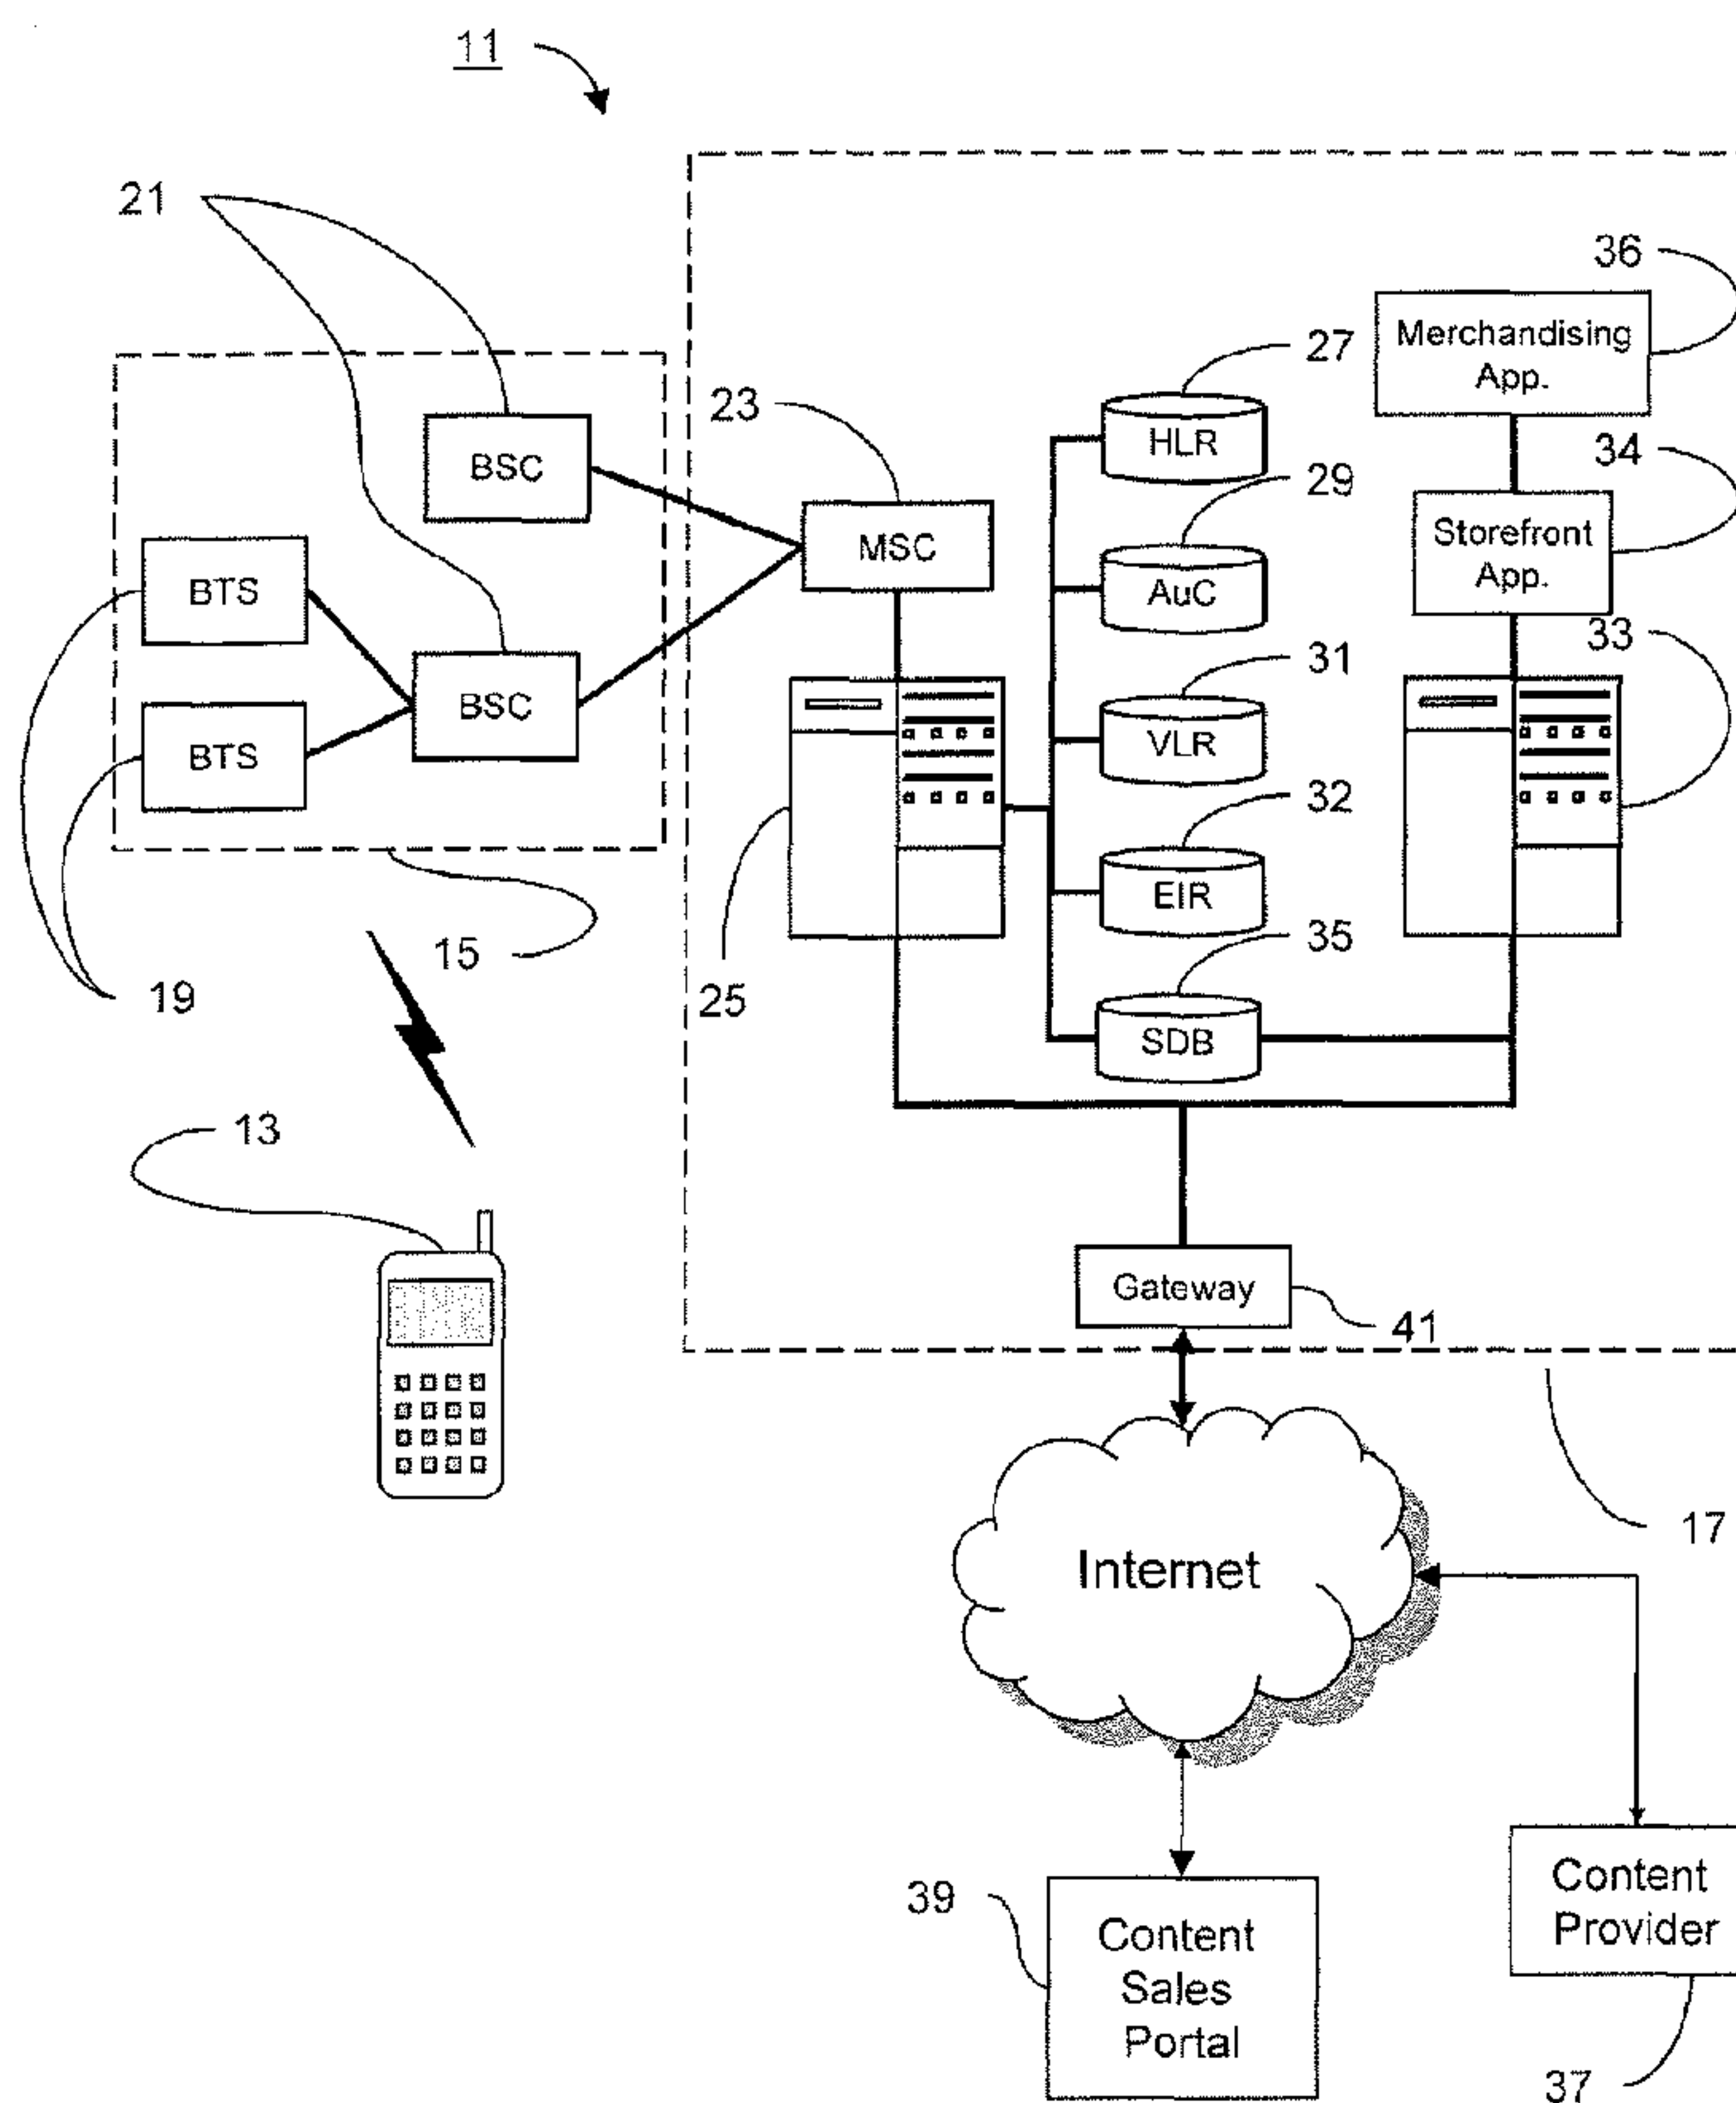 11
21
36
Merchandising
App.
27
HLR
23
34
BSC
29
Storefront
App.
MSC
BTS
AuC
33
31
BSC
VLR
BTS
32
EIR
35
15
25
19
SDB
13
Gateway
41
17
Internet
Content
Provider
39
Content
Sales
Portal
37